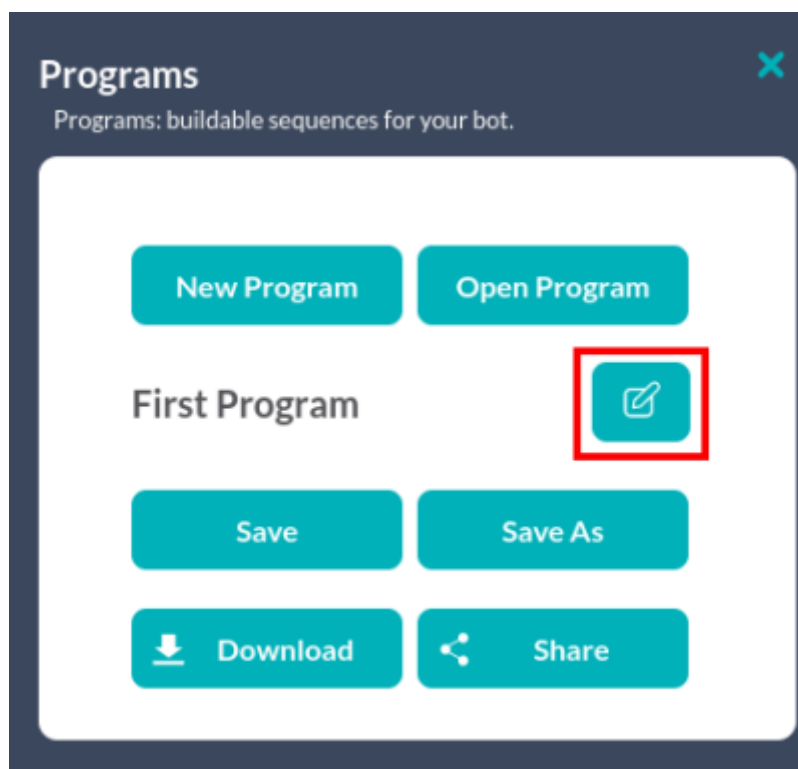 Programs
Programs: buildable sequences for your bot.
New Program
Open Program
First Program
Save
Save As
Download
Share